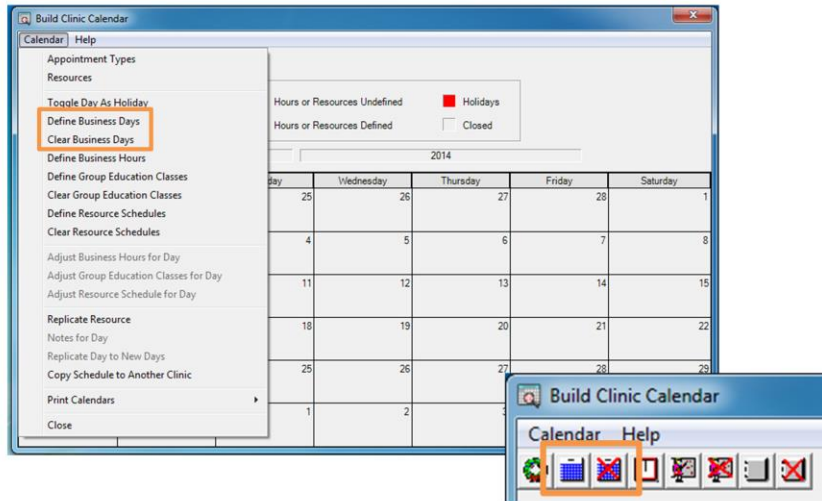 Build Clinic Calendar
Calendar Help
Appointment Types
Resources
Toggle Day As Holiday
Define Business Days
Clear Business Days
Define Business Hours
Define Group Education Classes
Clear Group Education Classes
Define Resource Schedules
Clear Resource Schedules
Adjust Business Hours for Day
Adjust Group Education Classes for Day
Adjust Resource Schedule for Day
Replicate Resource
Notes for Day
Replicate Day to New Days
Copy Schedule to Another Clinic
Print Calendars
Close
Hours or Resources Undefined Holidays
Hours or Resources Defined Closed
2014
day Wednesday Thursday Friday Saturday
25 26 27 28 1
4 5 6 7 8
11 12 13 14 15
18 19 20 21 22
25 26 27 28 29
1 2
Build Clinic Calendar
Calendar Help